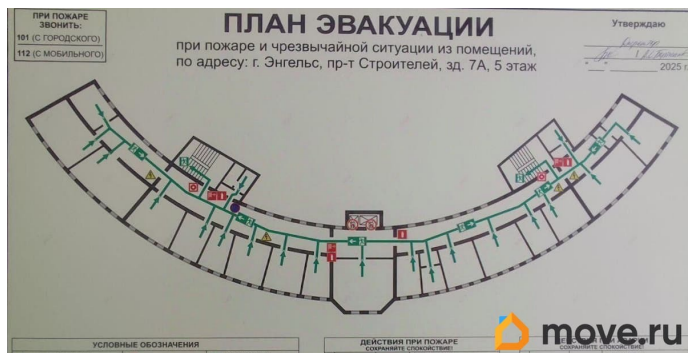 ПРИ ПОЖАРЕ
ЗВОНИТЬ:
101 (С ГОРОДСКОГО)
112 (С МОБИЛЬНОГО)
ПЛАН ЭВАКУАЦИИ
при пожаре и чрезвычайной ситуации из помещений,
по адресу: г. Энгельс, пр-т Строителей, зд. 7А, 5 этаж
Утверждаю
2025 г.
УСЛОВНЫЕ ОБОЗНАЧЕНИЯ
ДЕЙСТВИЯ ПРИ ПОЖАРЕ
СОХРАНЯЙТЕ СПОКОЙСТВИЕ!
move.ru